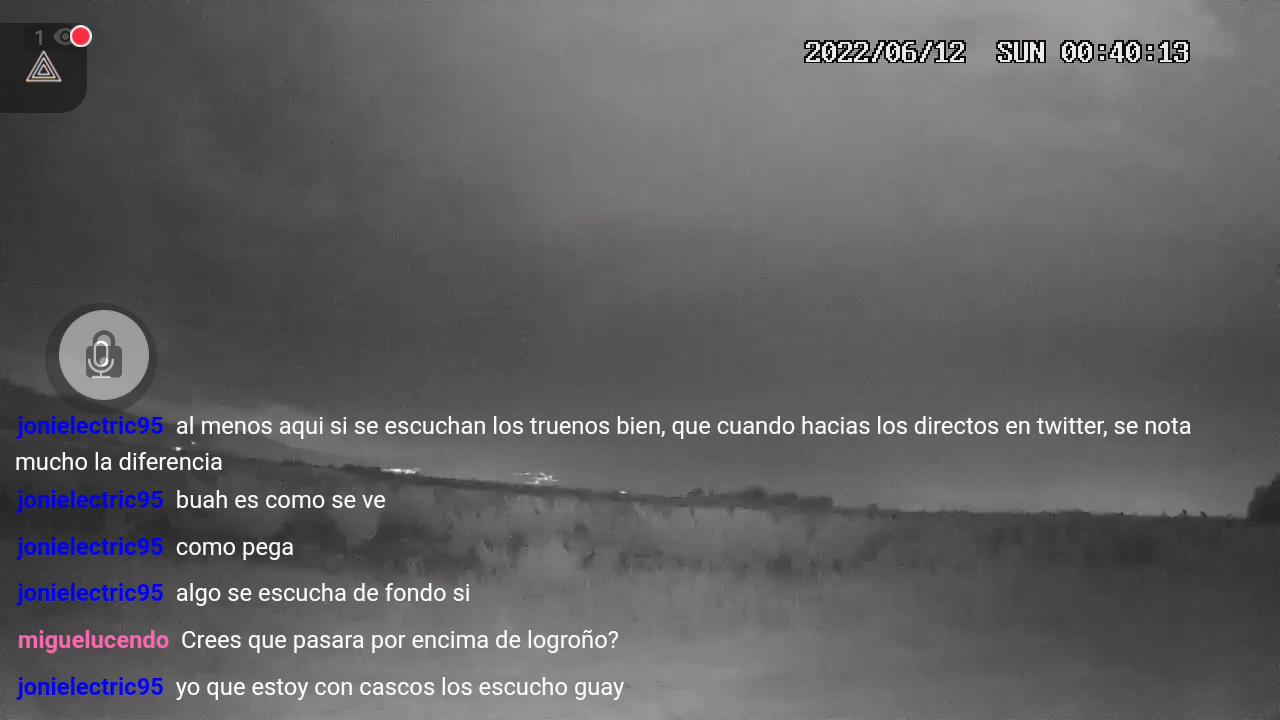 1
2022/06/12 SUN 00:40:13
jonielectric95 al menos aqui si se escuchan los truenos bien, que cuando hacias los directos en twitter, se nota
mucho la diferencia
jonielectric95 buah es como se ve
jonielectric95 como pega
jonielectric95 algo se escucha de fondo si
miguelucendo Crees que pasara por encima de logroño?
jonielectric95 yo que estoy con cascos los escucho guay